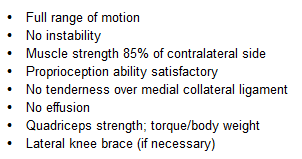 • Full range of motion
• No instability
• Muscle strength 85% of contralateral side
• Proprioception ability satisfactory
• No tenderness over medial collateral ligament
• No effusion
• Quadriceps strength; torque/body weight
• Lateral knee brace (if necessary)